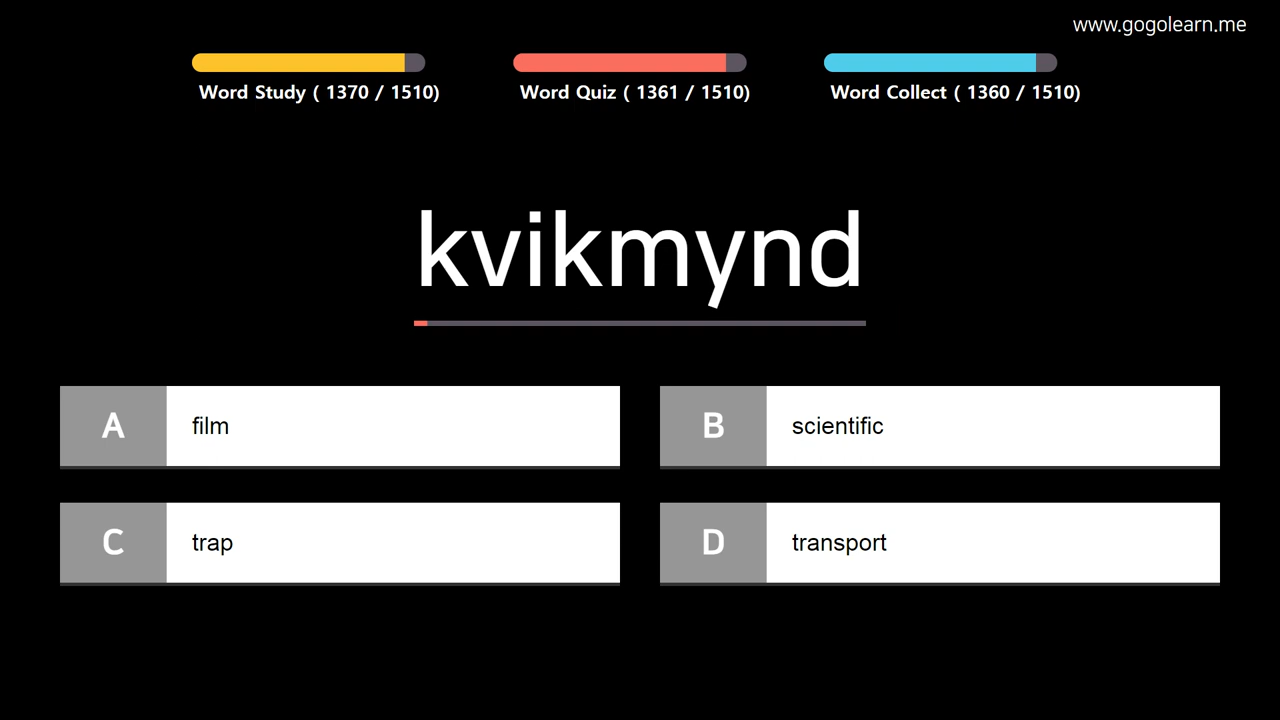 www.gogolearn.me
Word Study ( 1370 / 1510)
Word Quiz ( 1361 / 1510)
Word Collect ( 1360 / 1510)
kvikmynd
A film
B scientific
C trap
D transport